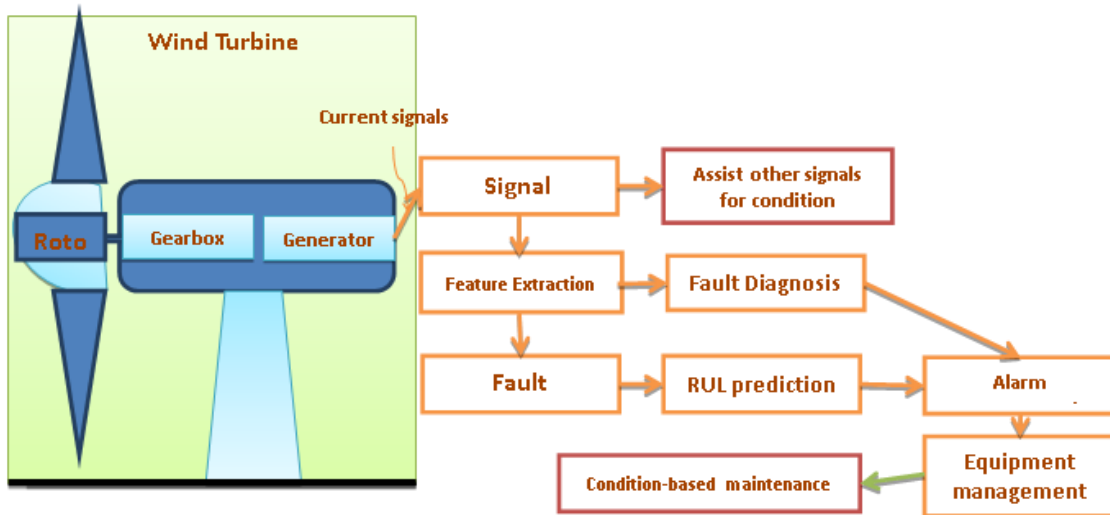 Wind Turbine
Current signals
Roto
Gearbox
Generator
Signal
Assist other signals
for condition
Feature Extraction
Fault Diagnosis
Fault
RUL prediction
Alarm
Equipment
management
Condition-based maintenance